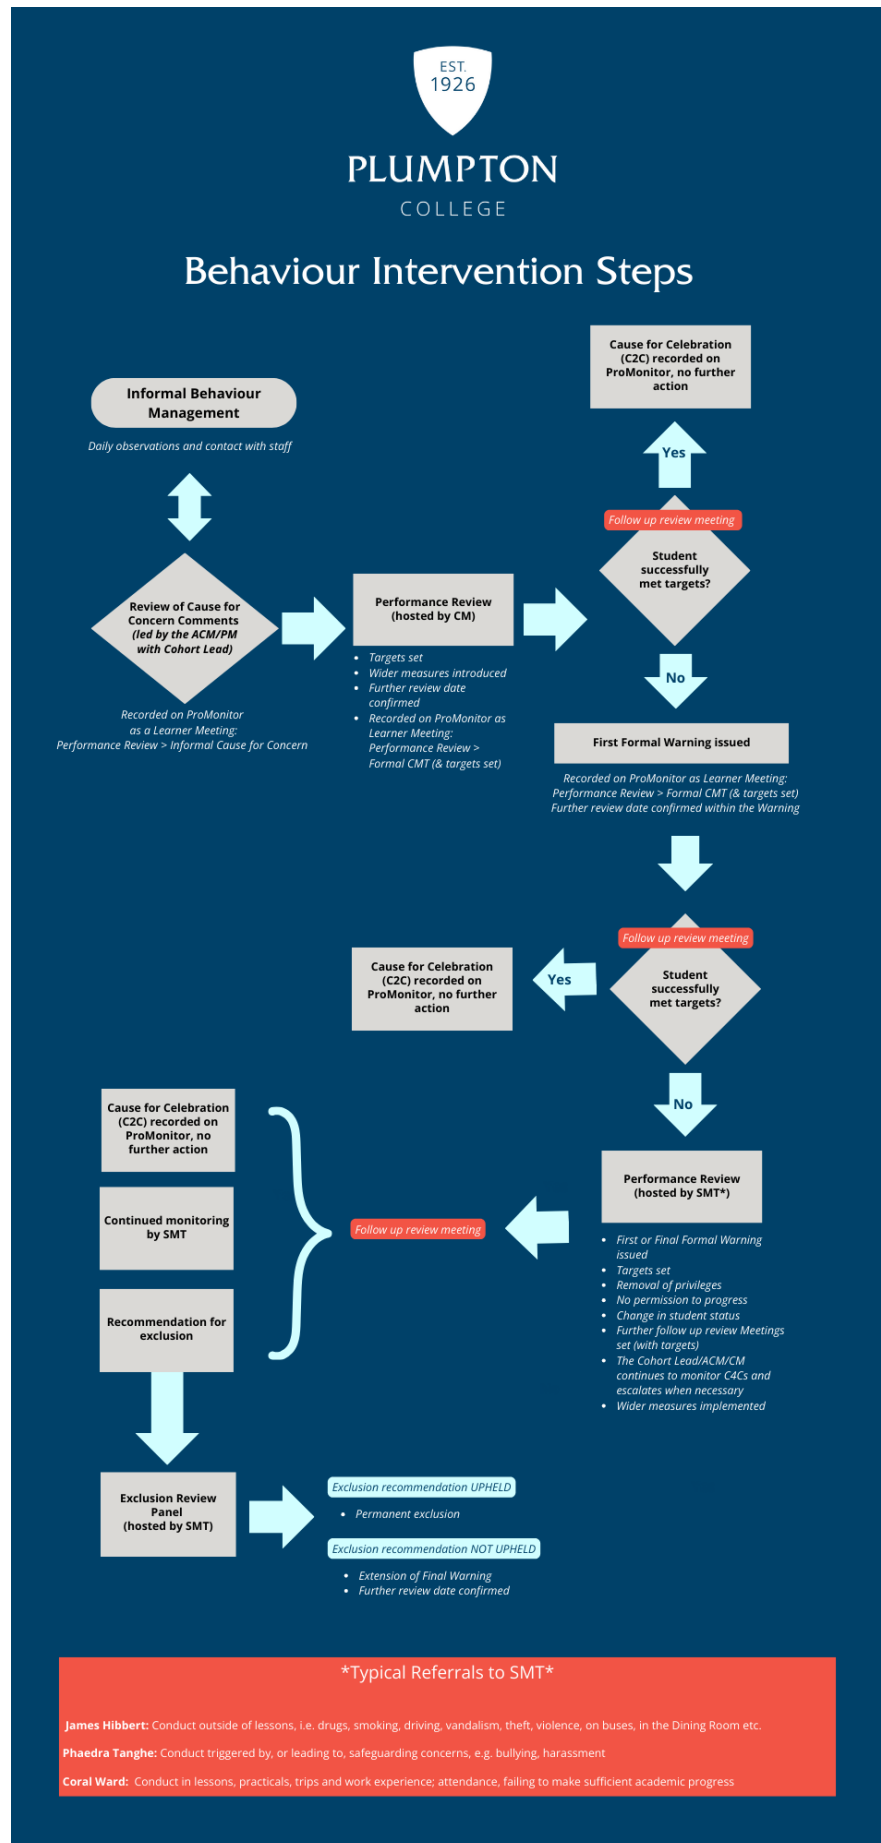 EST.
1926
PLUMPTON
COLLEGE
Behaviour Intervention Steps
Informal Behaviour
Management
Daily observations and contact with staff
Review of Cause for
Concern Comments
(led by the ACM/PM
with Cohort Lead)
Recorded on ProMonitor
as a Learner Meeting:
Performance Review > Informal Cause for Concern
Performance Review
(hosted by CM)
• Targets set
• Wider measures introduced
• Further review date
confirmed
• Recorded on ProMonitor as
Learner Meeting:
Performance Review >
Formal CMT (& targets set)
Cause for Celebration
(C2C) recorded on
ProMonitor, no further
action
Yes
Follow up review meeting
Student
successfully
met targets?
No
First Formal Warning issued
Recorded on ProMonitor as Learner Meeting:
Performance Review > Formal CMT (& targets set)
Further review date confirmed within the Warning
Follow up review meeting
Student
successfully
met targets?
Yes
Cause for Celebration
(C2C) recorded on
ProMonitor, no further
action
No
Performance Review
(hosted by SMT*)
• First or Final Formal Warning
issued
• Targets set
• Removal of privileges
• No permission to progress
• Change in student status
• Further follow up review Meetings
set (with targets)
• The Cohort Lead/ACM/CM
continues to monitor C4Cs and
escalates when necessary
• Wider measures implemented
Follow up review meeting
Cause for Celebration
(C2C) recorded on
ProMonitor, no
further action
Continued monitoring
by SMT
Recommendation for
exclusion
Exclusion Review
Panel
(hosted by SMT)
Exclusion recommendation UPHELD
• Permanent exclusion
Exclusion recommendation NOT UPHELD
• Extension of Final Warning
• Further review date confirmed
*Typical Referrals to SMT*
James Hibbert: Conduct outside of lessons, i.e. drugs, smoking, driving, vandalism, theft, violence, on buses, in the Dining Room etc.
Phaedra Tanghe: Conduct triggered by, or leading to, safeguarding concerns, e.g. bullying, harassment
Coral Ward: Conduct in lessons, practicals, trips and work experience; attendance, failing to make sufficient academic progress